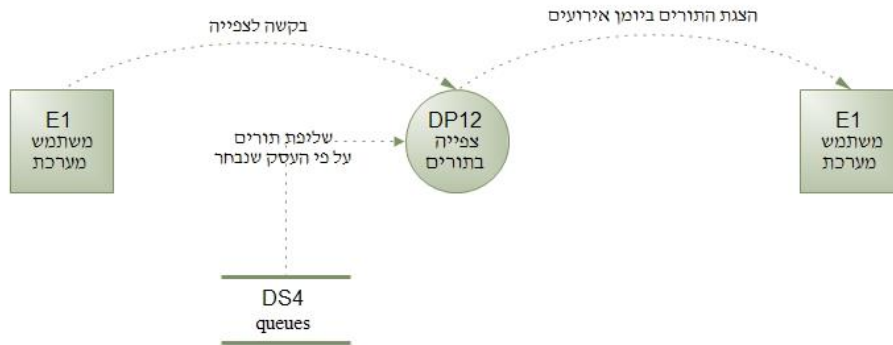 הצגת התורים ביומן אירועים
בקשה לצפייה
E1
משתמש
מערכת
שליפת תורים
על פי העסק שנבחר
DP12
צפייה
בתורים
E1
משתמש
מערכת
DS4
queues